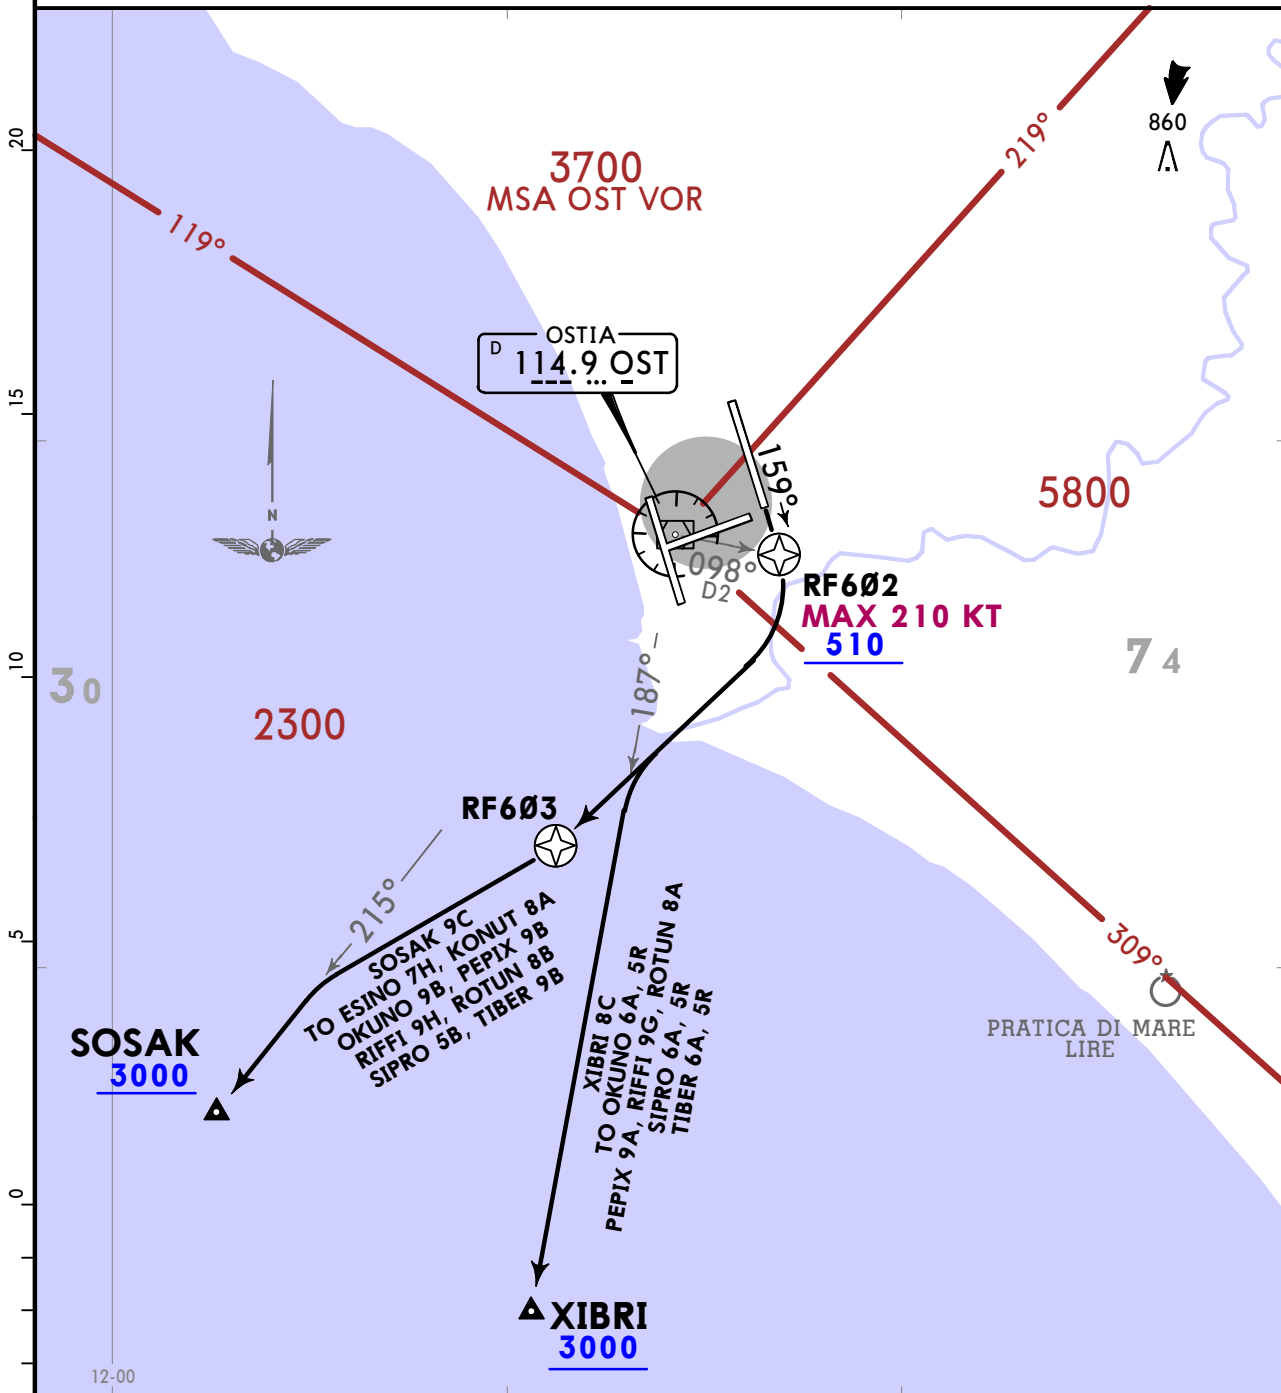 20
15
10
5
0
12-00
860
219°
3700
MSA OST VOR
119°
OSTIA
D 114.9 OST
N
159°
5800
098°
D2
RF6Ø2
MAX 210 KT
510
74
30
2300
187°
RF6Ø3
215°
SOSAK 9C
TO ESINO 7H, KONUT 8A
OKUNO 9B, PEPIX 9B
RIFFI 9H, ROTUN 8B
SIPRO 5B, TIBER 9B
XIBRI 8C
TO OKUNO 6A, 5R
PEPIX 9A, RIFFI 9G, ROTUN 8A
SIPRO 6A, 5R
TIBER 6A, 5R
309°
PRATICA DI MARE
LIRE
SOSAK
3000
XIBRI
3000